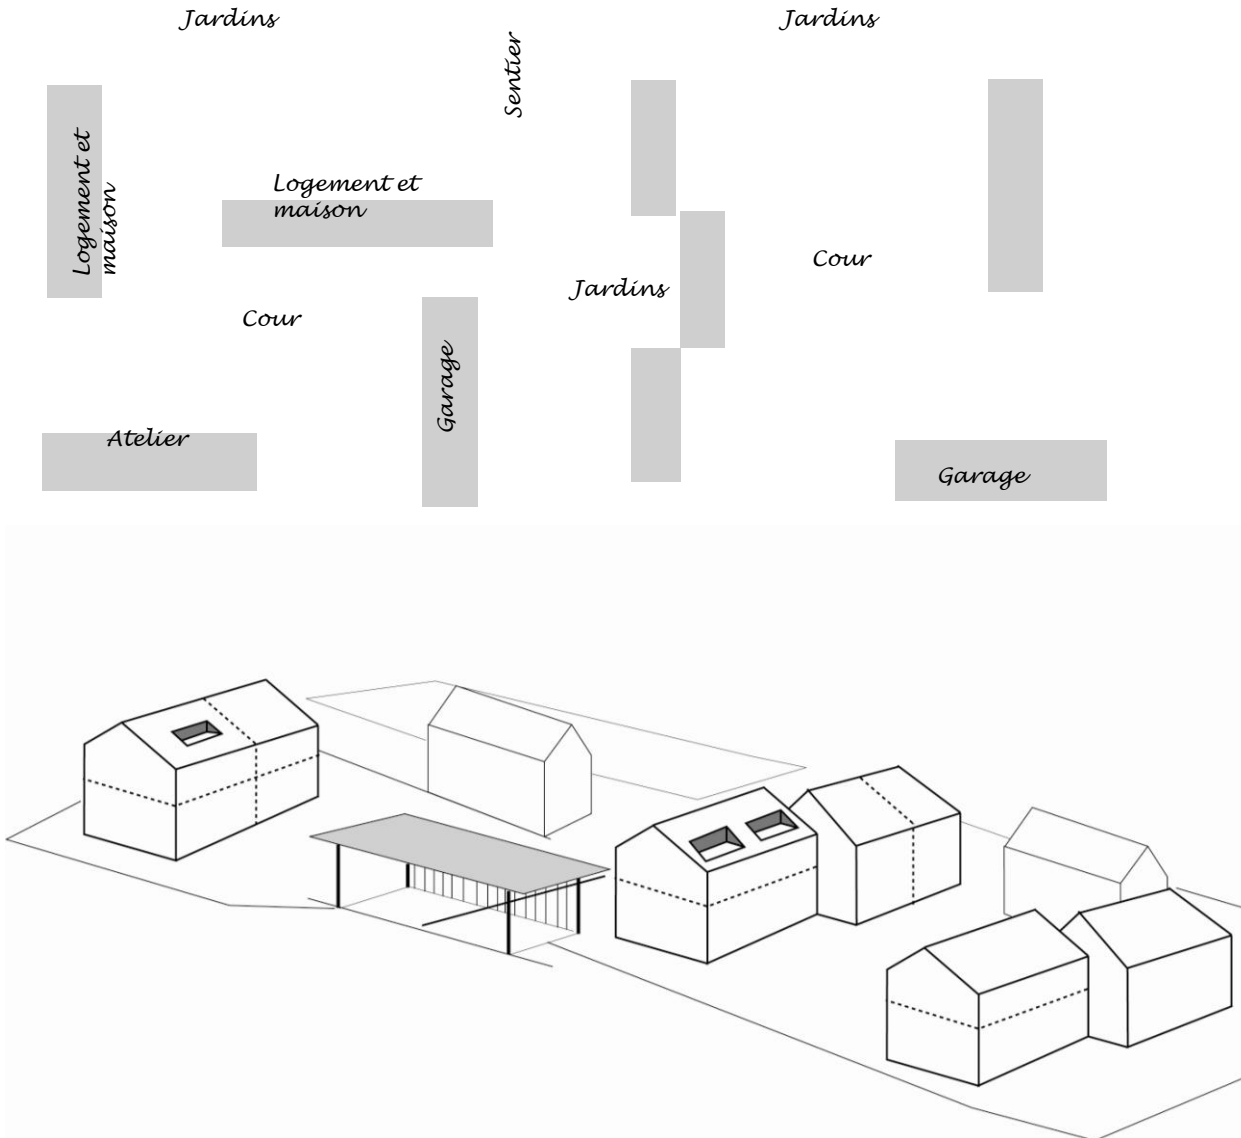 Jardins
Jardins
Sentier
Logement et
maison
Logement et
maison
Cour
Jardins
Cour
Garage
Atelier
Garage